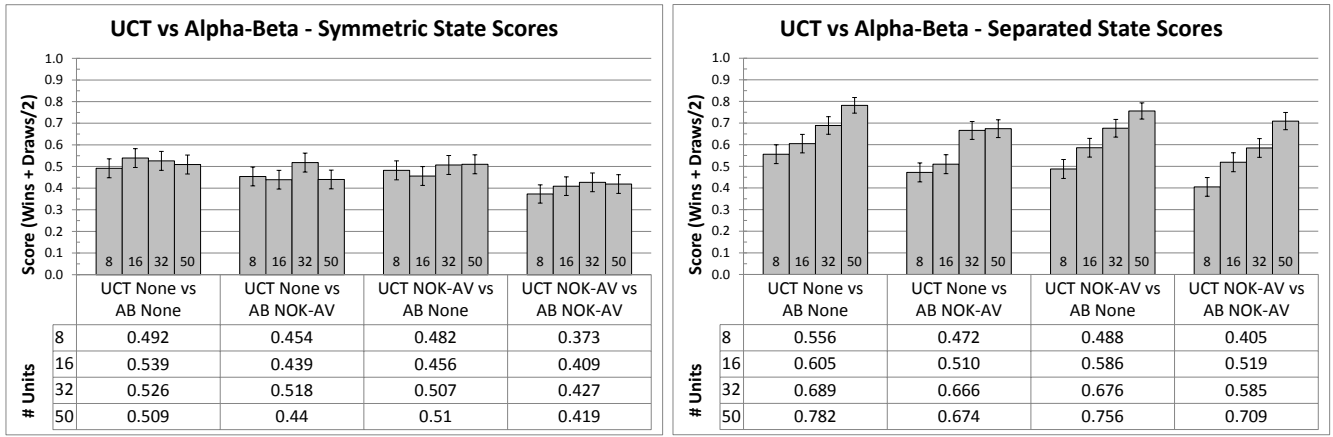 UCT vs Alpha-Beta - Symmetric State Scores
Score (Wins + Draws/2)
1.0
0.9
0.8
0.7
0.6
0.5
0.4
0.3
0.2
0.1
0.0
8 16 32 50 8 16 32 50 8 16 32 50 8 16 32 50
UCT None vs AB None UCT None vs AB NOK-AV UCT NOK-AV vs AB None UCT NOK-AV vs AB NOK-AV
# Units
8 0.492 0.454 0.482 0.373
16 0.539 0.439 0.456 0.409
32 0.526 0.518 0.507 0.427
50 0.509 0.44 0.51 0.419
UCT vs Alpha-Beta - Separated State Scores
Score (Wins + Draws/2)
1.0
0.9
0.8
0.7
0.6
0.5
0.4
0.3
0.2
0.1
0.0
8 16 32 50 8 16 32 50 8 16 32 50 8 16 32 50
UCT None vs AB None UCT None vs AB NOK-AV UCT NOK-AV vs AB None UCT NOK-AV vs AB NOK-AV
# Units
8 0.556 0.472 0.488 0.405
16 0.605 0.510 0.586 0.519
32 0.689 0.666 0.676 0.585
50 0.782 0.674 0.756 0.709